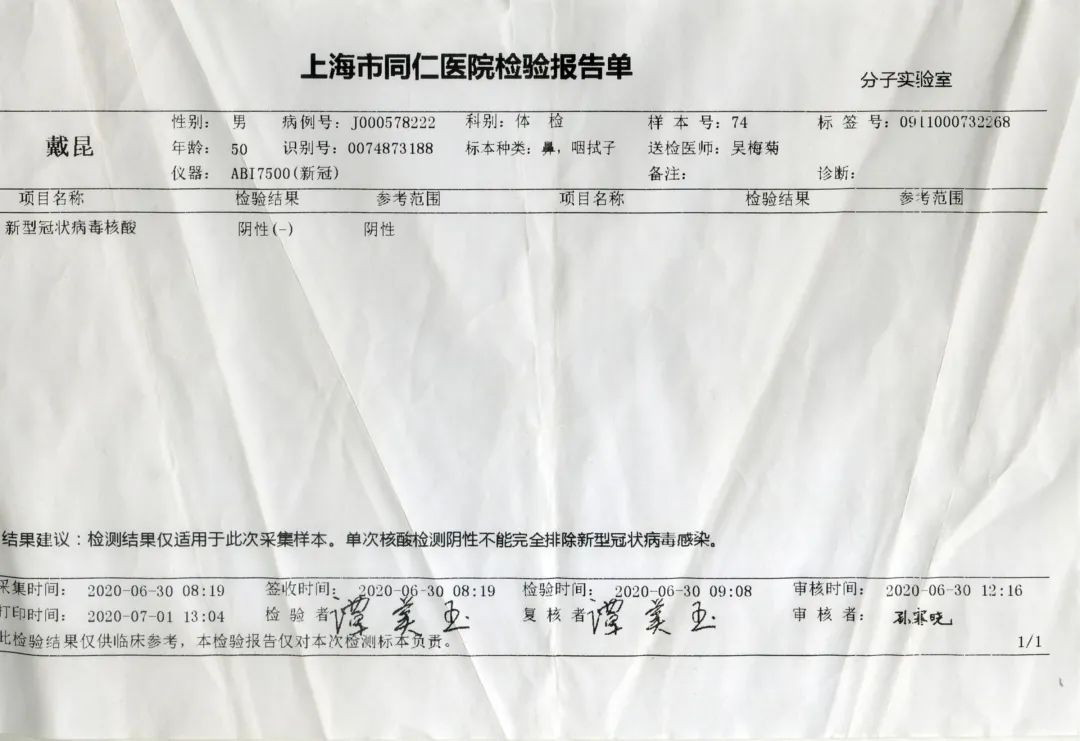 上海市同仁医院检验报告单
分子实验室
戴昆
性别: 男 病例号: J000578222 科别: 体 检 样 本 号: 74 标 签 号: 0911000732268
年龄: 50 识别号: 0074873188 标本种类: 鼻, 咽拭子 送检医师: 吴梅菊
仪器: ABI7500(新冠) 备注: 诊断:
项目名称 检验结果 参考范围 项目名称 检验结果 参考范围
新型冠状病毒核酸 阴性(-) 阴性
结果建议：检测结果仅适用于此次采集样本。单次核酸检测阴性不能完全排除新型冠状病毒感染。
采集时间: 2020-06-30 08:19 签收时间: 2020-06-30 08:19 检验时间: 2020-06-30 09:08 审核时间: 2020-06-30 12:16
打印时间: 2020-07-01 13:04 检 验 者 谭美玉 复 核 者 谭美玉 审 核 者: 孙寒晓
此检验结果仅供临床参考, 本检验报告仅对本次检测标本负责。 1/1